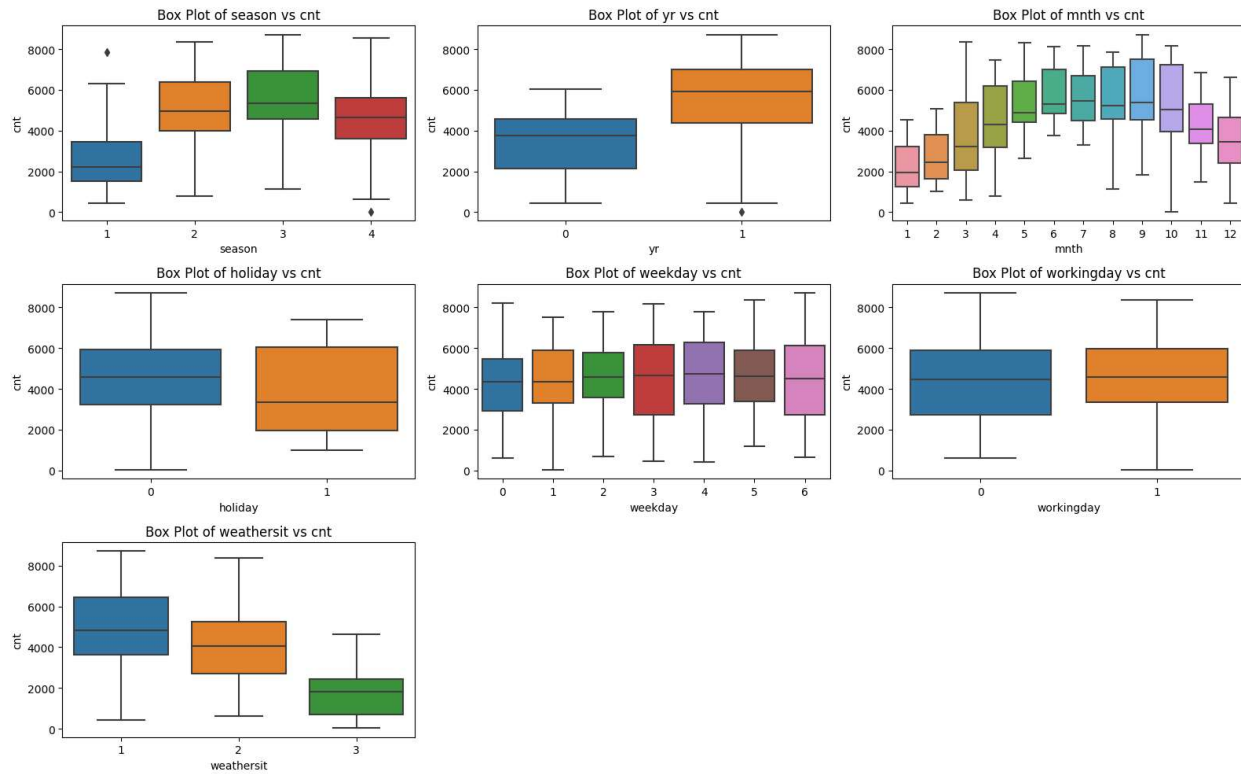 Box Plot of season vs cnt
8000
6000
4000
2000
0
cnt
1 2 3 4
season
Box Plot of yr vs cnt
8000
6000
4000
2000
0
cnt
0 1
yr
Box Plot of mnth vs cnt
8000
6000
4000
2000
0
cnt
1 2 3 4 5 6 7 8 9 10 11 12
mnth
Box Plot of holiday vs cnt
8000
6000
4000
2000
0
cnt
0 1
holiday
Box Plot of weekday vs cnt
8000
6000
4000
2000
0
cnt
0 1 2 3 4 5 6
weekday
Box Plot of workingday vs cnt
8000
6000
4000
2000
0
cnt
0 1
workingday
Box Plot of weathersit vs cnt
8000
6000
4000
2000
0
cnt
1 2 3
weathersit